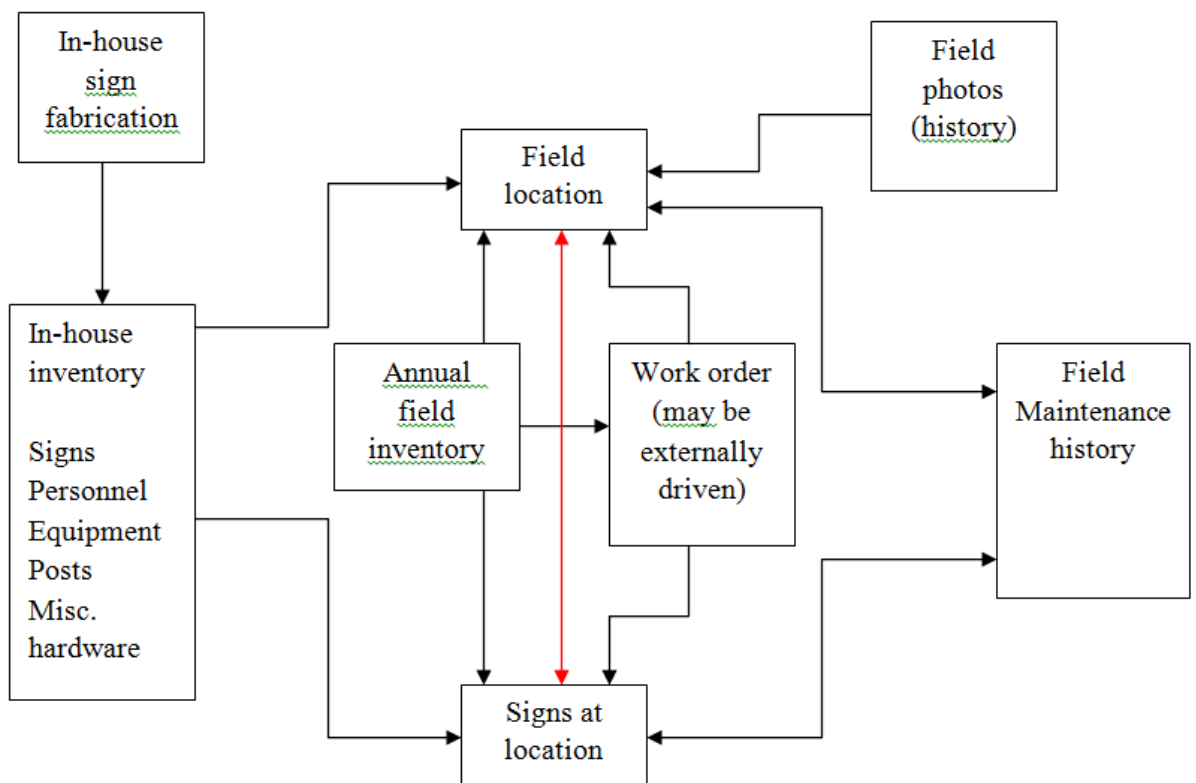 In-house
sign
fabrication
Field
photos
(history)
Field
location
In-house
inventory
Signs
Personnel
Equipment
Posts
Misc.
hardware
Annual
field
inventory
Work order
(may be
externally
driven)
Field
Maintenance
history
Signs at
location